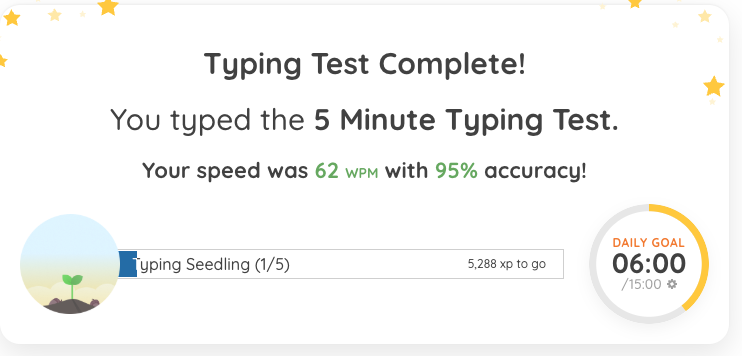 Typing Test Complete!
You typed the 5 Minute Typing Test.
Your speed was 62 WPM with 95% accuracy!
Typing Seedling (1/5)
5,288 xp to go
DAILY GOAL
06:00
/15:00